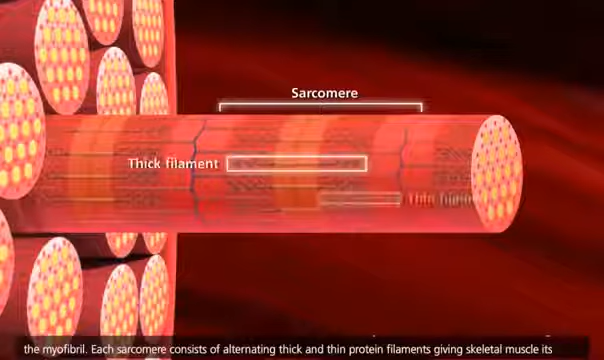 Sarcomere
Thick filament
Thin
the myofibril. Each sarcomere consists of alternating thick and thin protein filaments giving skeletal muscle its